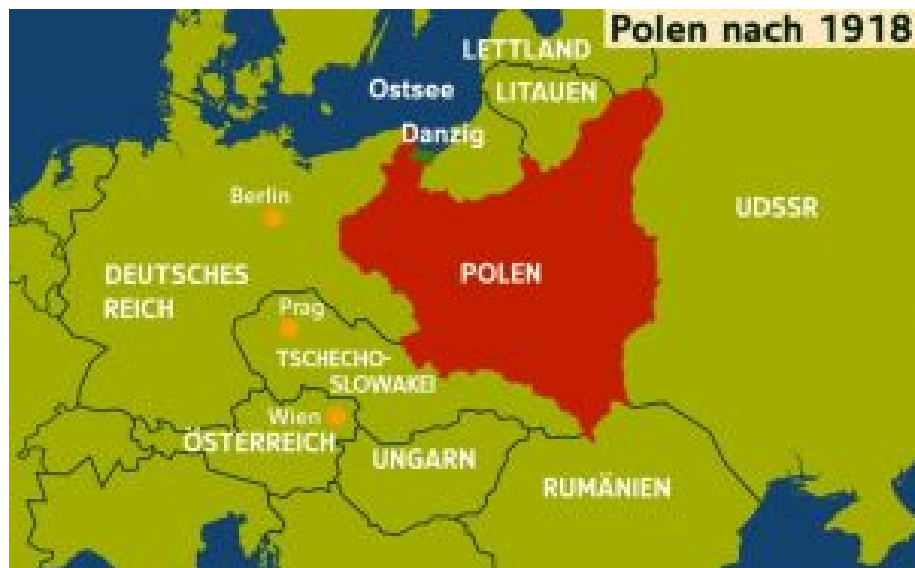 Polen nach 1918
LETTLAND
Ostsee
LITAUEN
Danzig
Berlin
UDSSR
DEUTSCHES
REICH
POLEN
Prag
TSCHECHO-
SLOWAKEI
Wien
ÖSTERREICH
UNGARN
RUMÄNIEN